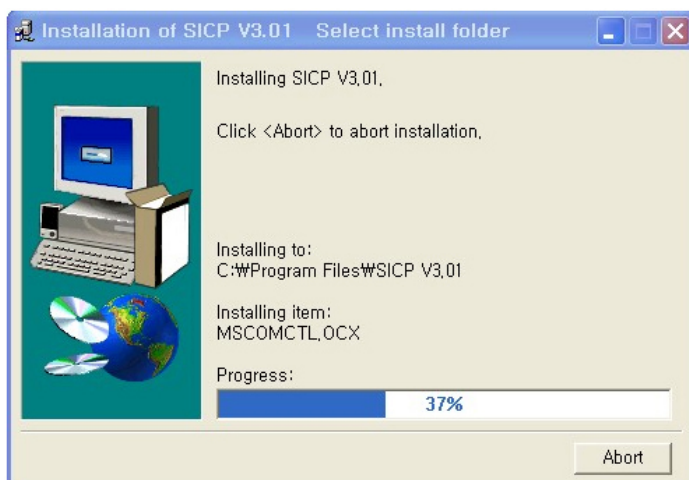 Installation of SICP V3.01   Select install folder
Installing SICP V3.01.
Click <Abort> to abort installation.
Installing to:
C:₩Program Files₩SICP V3.01
Installing item:
MSCOMCTL.OCX
Progress:
37%
Abort